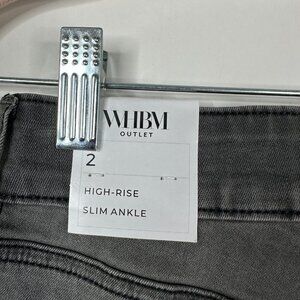 WHBM
OUTLET
2
HIGH-RISE
SLIM ANKLE